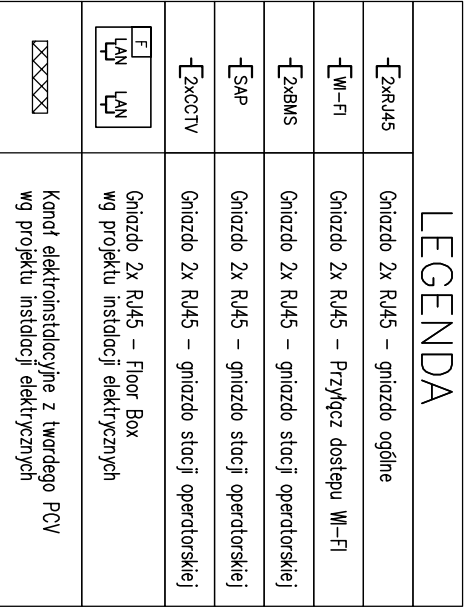 LEGENDA
2xRJ45
Gniazdo 2x RJ45 – gniazdo ogólne
WI–FI
Gniazdo 2x RJ45 – Przyłącz dostepu WI–FI
2xBMS
Gniazdo 2x RJ45 – gniazdo stacji operatorskiej
SAP
Gniazdo 2x RJ45 – gniazdo stacji operatorskiej
2xCCTV
Gniazdo 2x RJ45 – gniazdo stacji operatorskiej
F
LAN LAN
Gniazdo 2x RJ45 – Floor Box
wg projektu instalacji elektrycznych
Kanał elektroinstalacyjne z twardego PCV
wg projektu instalacji elektrycznych